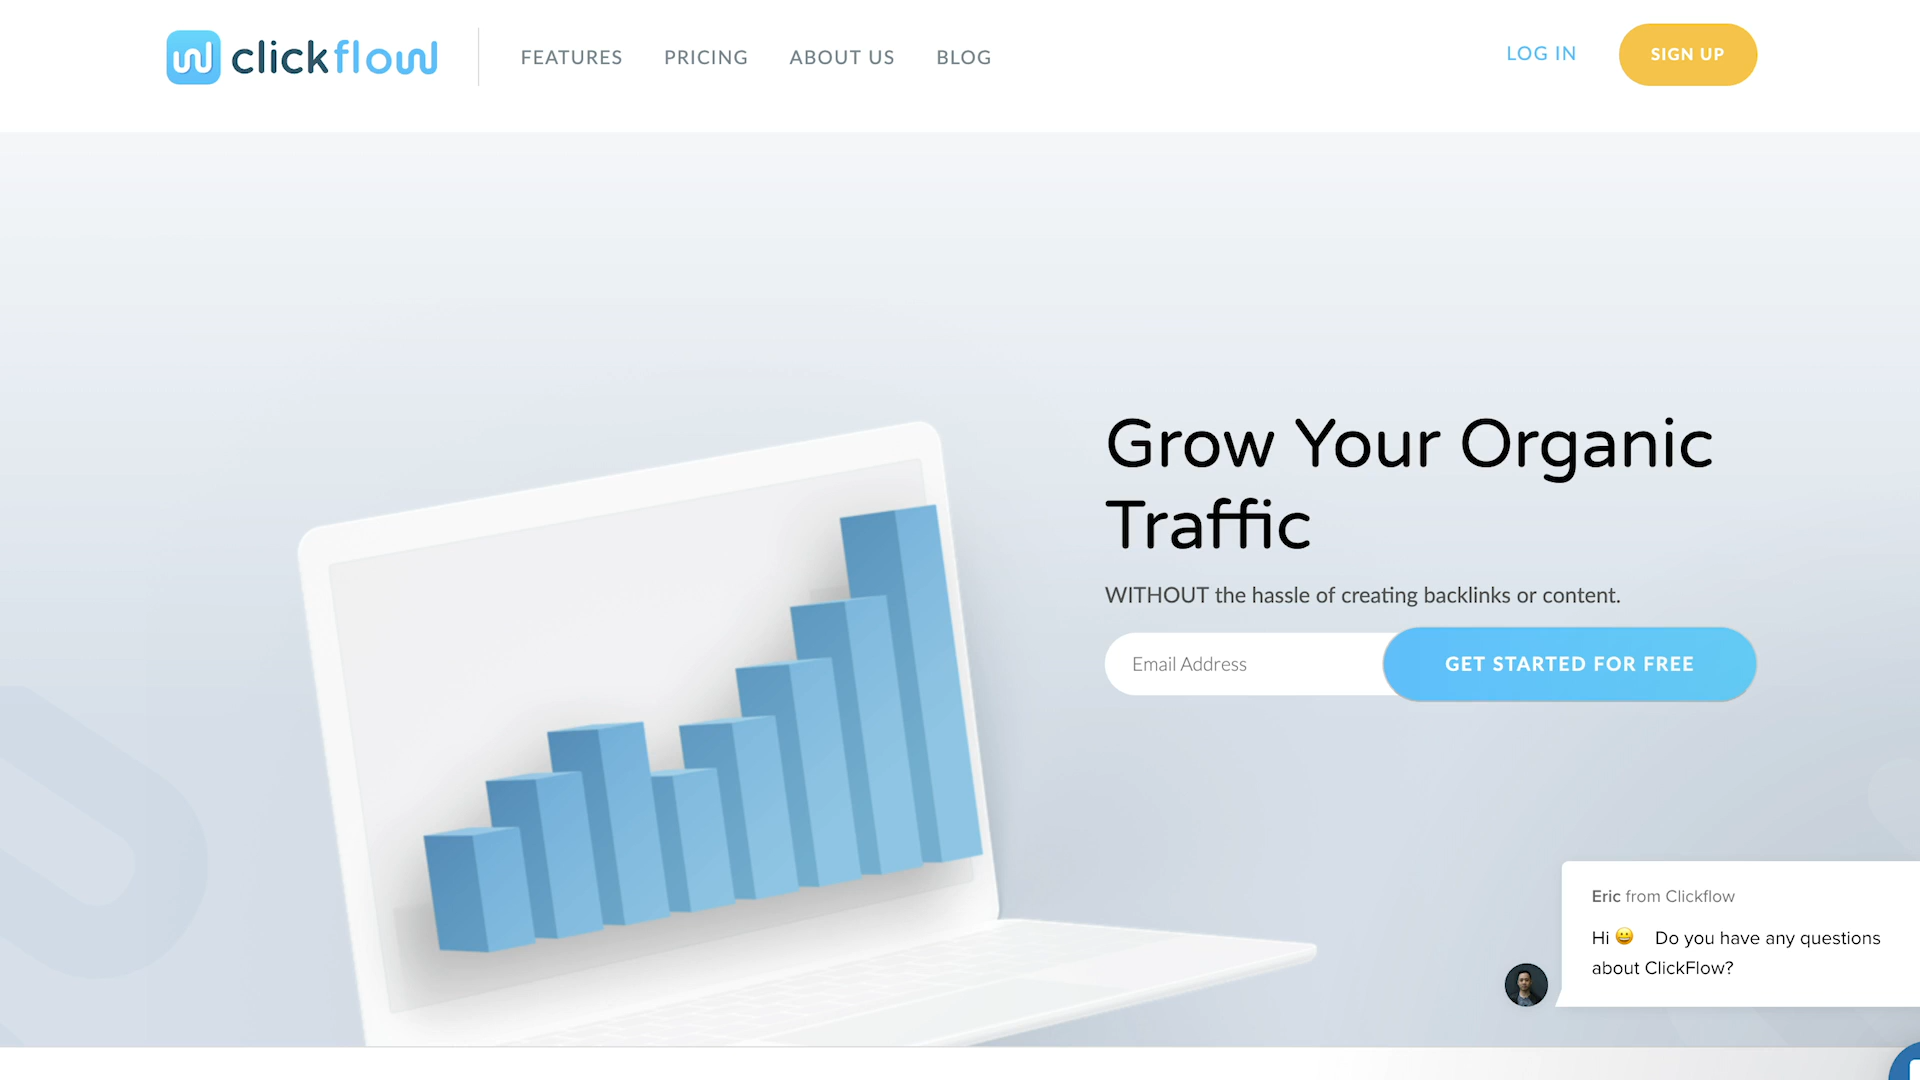 clickflow
FEATURES
PRICING
ABOUT US
BLOG
LOG IN
SIGN UP
Grow Your Organic
Traffic
WITHOUT the hassle of creating backlinks or content.
Email Address
GET STARTED FOR FREE
Eric from Clickflow
Hi 😀 Do you have any questions
about ClickFlow?